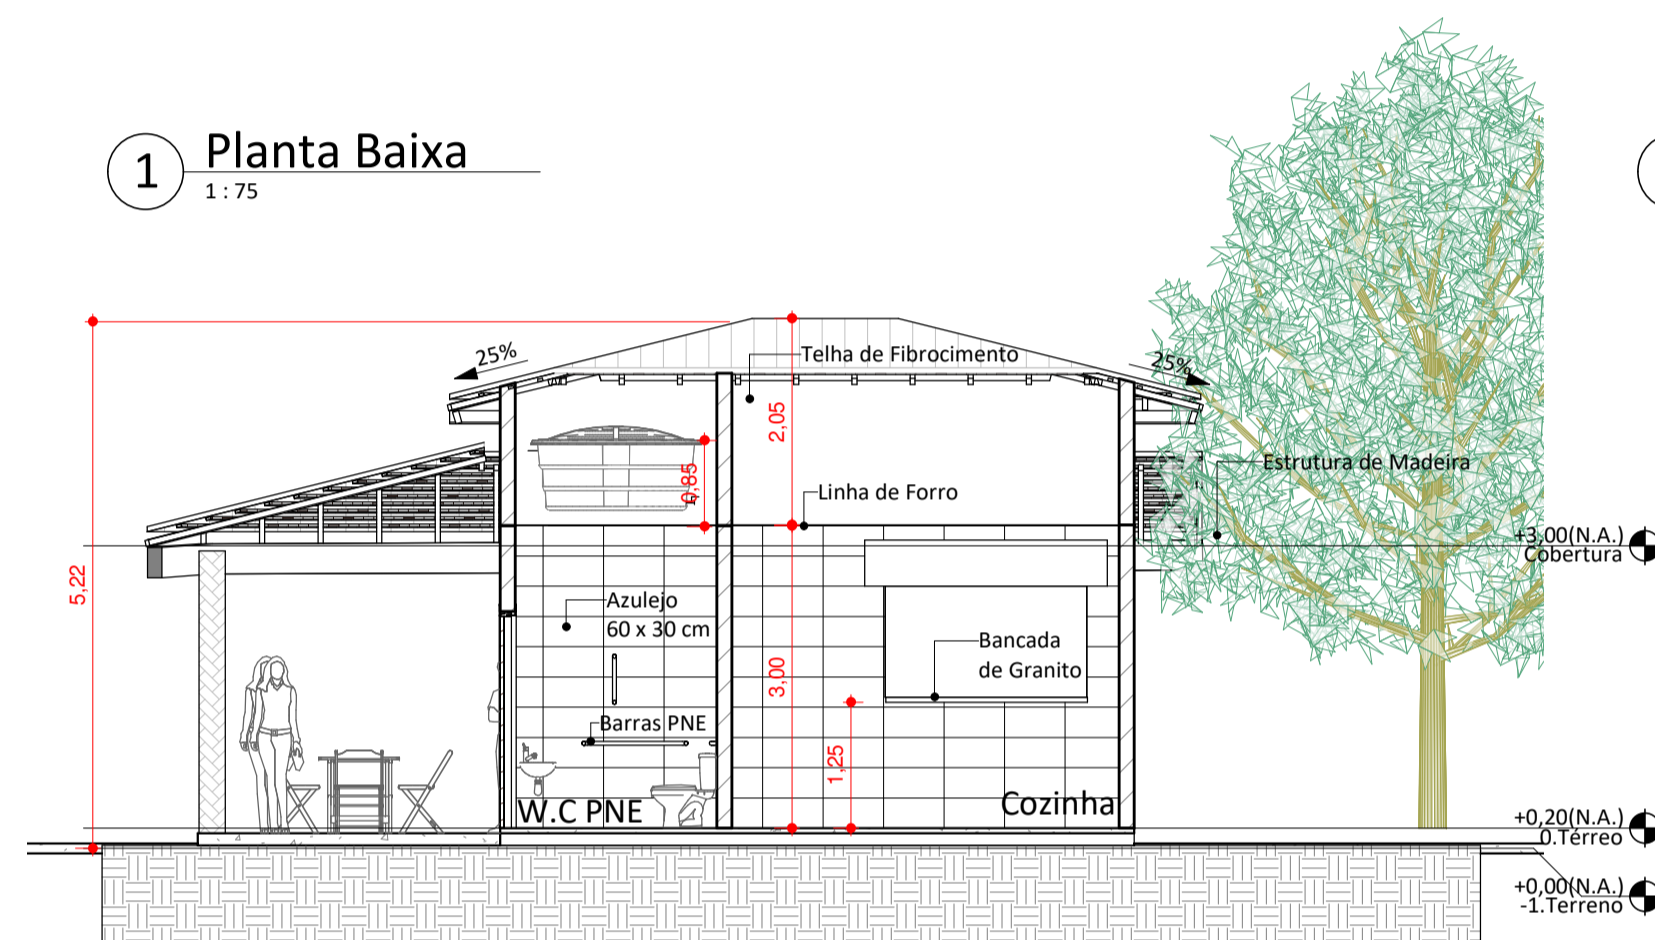 1
Planta Baixa
1 : 75
25%
25%
Telha de Fibrocimento
2,05
0,85
Linha de Forro
Estrutura de Madeira
+3,00(N.A.)
Cobertura
5,22
Azulejo
60 x 30 cm
Bancada
de Granito
3,00
Barras PNE
1,25
W.C PNE
Cozinha
+0,20(N.A.)
0.Térreo
+0,00(N.A.)
-1.Terreno